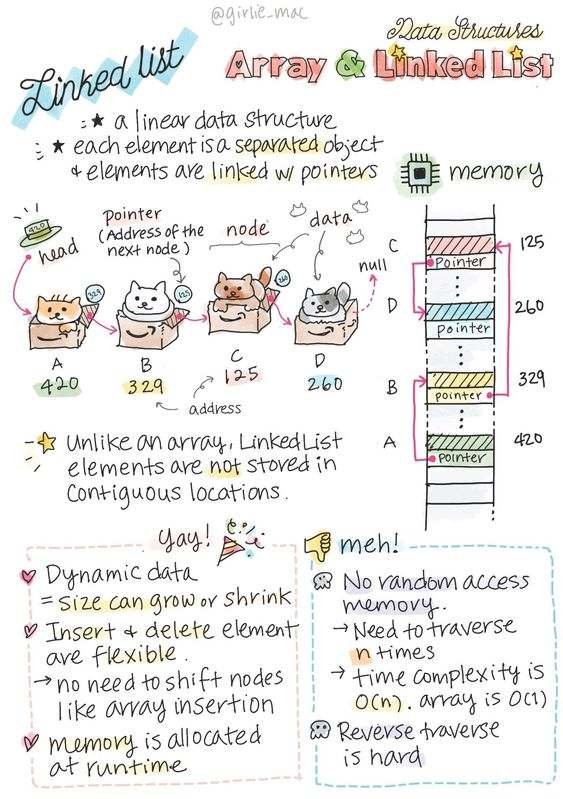 @girlie_mac
Data Structures
Linked list
Array & Linked List
★ a linear data structure
★ each element is a separated object
& elements are linked w/ pointers
memory
420
head
pointer
(Address of the
next node)
node
data
null
329
125
260
A
B
C
D
420
329
125
260
address
C
125
pointer
D
260
pointer
B
329
pointer
A
420
pointer
Unlike an array, Linked List
elements are not stored in
contiguous locations.
Yay!
Dynamic data
= size can grow or shrink
Insert & delete element
are flexible.
→ no need to shift nodes
like array insertion
memory is allocated
at runtime
meh!
No random access
memory.
→ Need to traverse
n times
→ time complexity is
O(n). array is O(1)
Reverse traverse
is hard